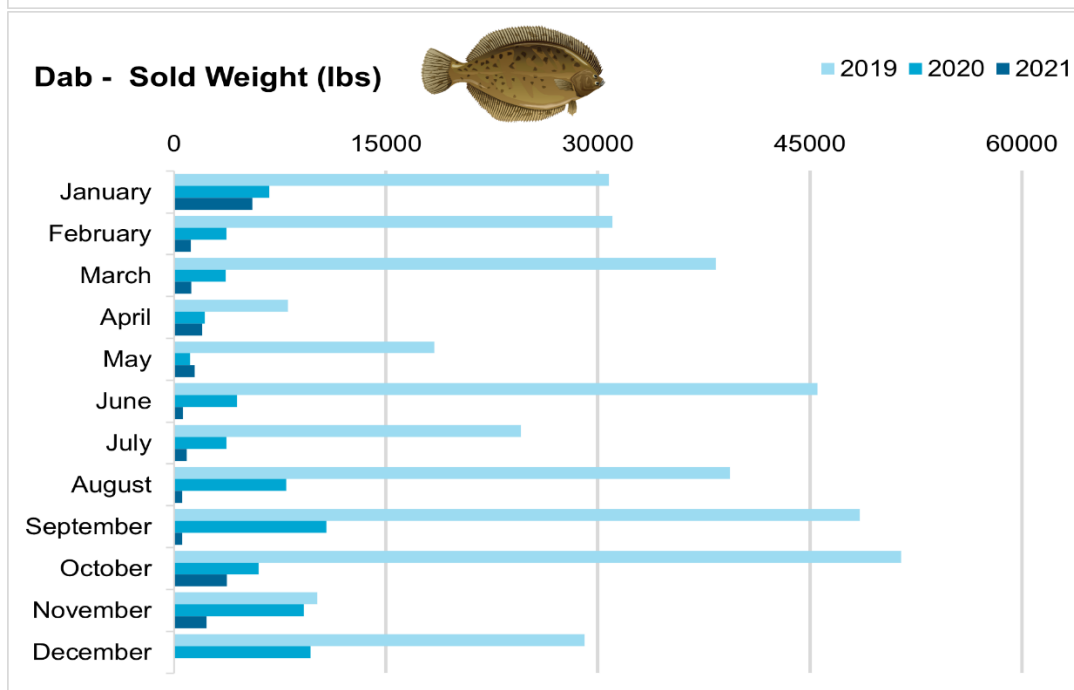 Dab -  Sold Weight (lbs)
2019 2020 2021
0 15000 30000 45000 60000
January
February
March
April
May
June
July
August
September
October
November
December